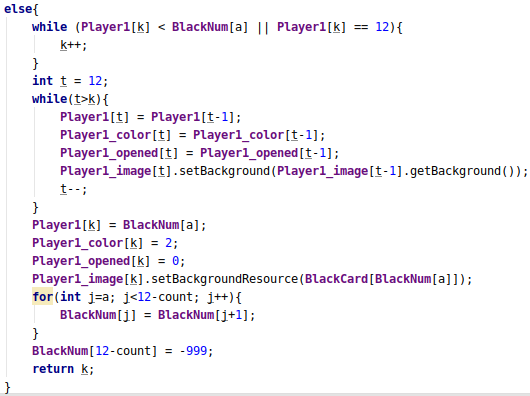 else{
while (Player1[k] < BlackNum[a] || Player1[k] == 12){
k++;
}
int t = 12;
while(t>k){
Player1[t] = Player1[t-1];
Player1_color[t] = Player1_color[t-1];
Player1_opened[t] = Player1_opened[t-1];
Player1_image[t].setBackground(Player1_image[t-1].getBackground());
t--;
}
Player1[k] = BlackNum[a];
Player1_color[k] = 2;
Player1_opened[k] = 0;
Player1_image[k].setBackgroundResource(BlackCard[BlackNum[a]]);
for(int j=a; j<12-count; j++){
BlackNum[j] = BlackNum[j+1];
}
BlackNum[12-count] = -999;
return k;
}